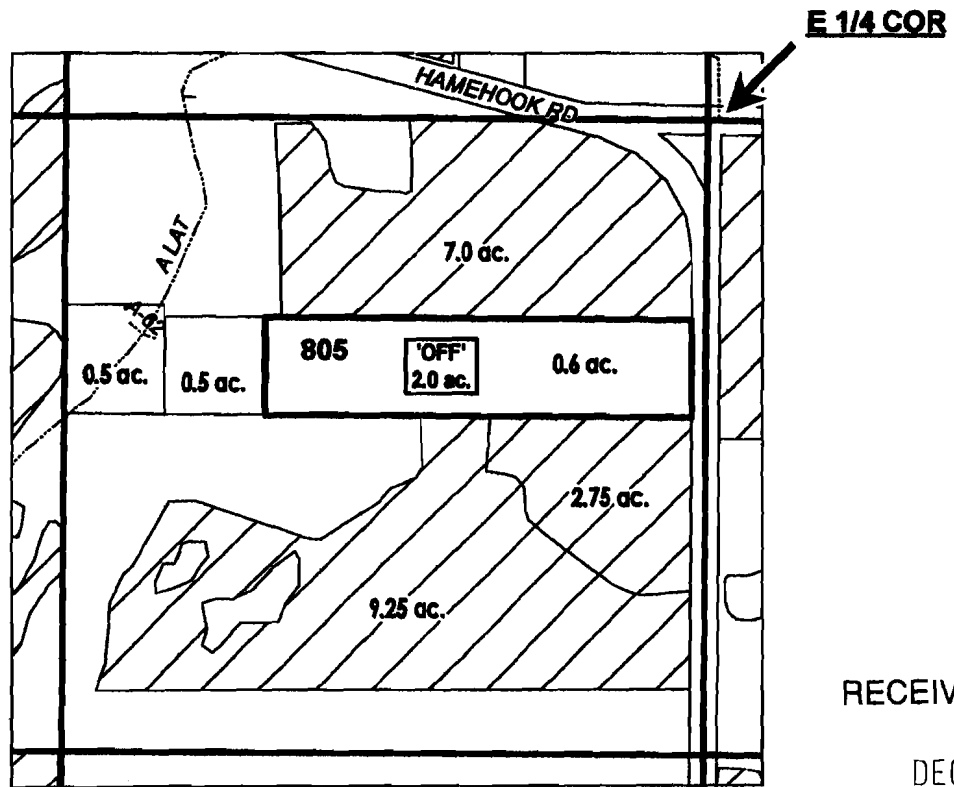 E 1/4 COR
HAMEHOOK RD
A LAT
7.0 ac.
805
'OFF'
2.0 ac.
0.6 ac.
0.5 ac.
0.5 ac.
2.75 ac.
9.25 ac.
RECEIV
DEC